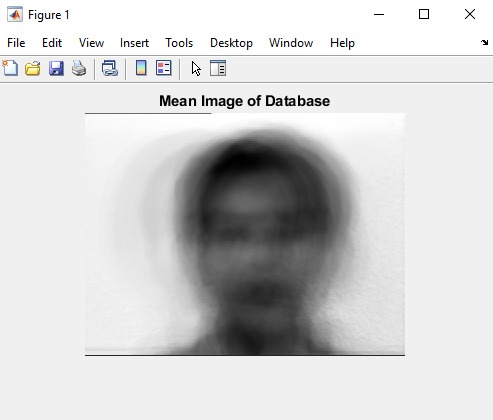 Figure 1
File Edit View Insert Tools Desktop Window Help
Mean Image of Database